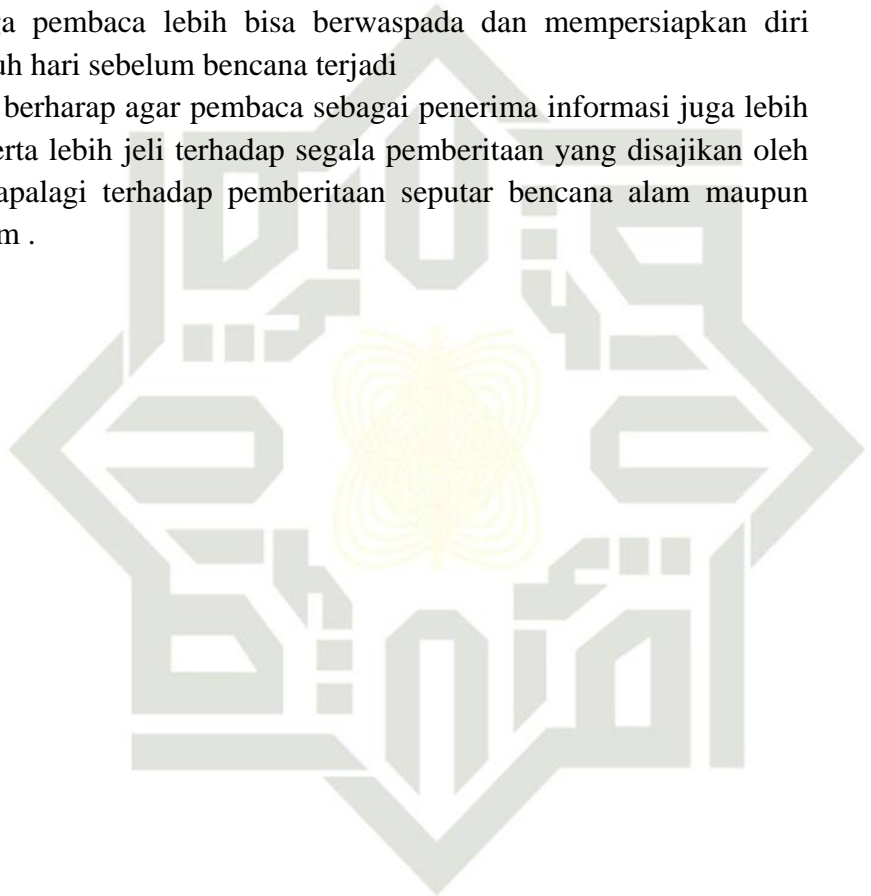 ga pembaca lebih bisa berwaspada dan mempersiapkan diri
uh hari sebelum bencana terjadi
berharap agar pembaca sebagai penerima informasi juga lebih
erta lebih jeli terhadap segala pemberitaan yang disajikan oleh
apalagi terhadap pemberitaan seputar bencana alam maupun
m .